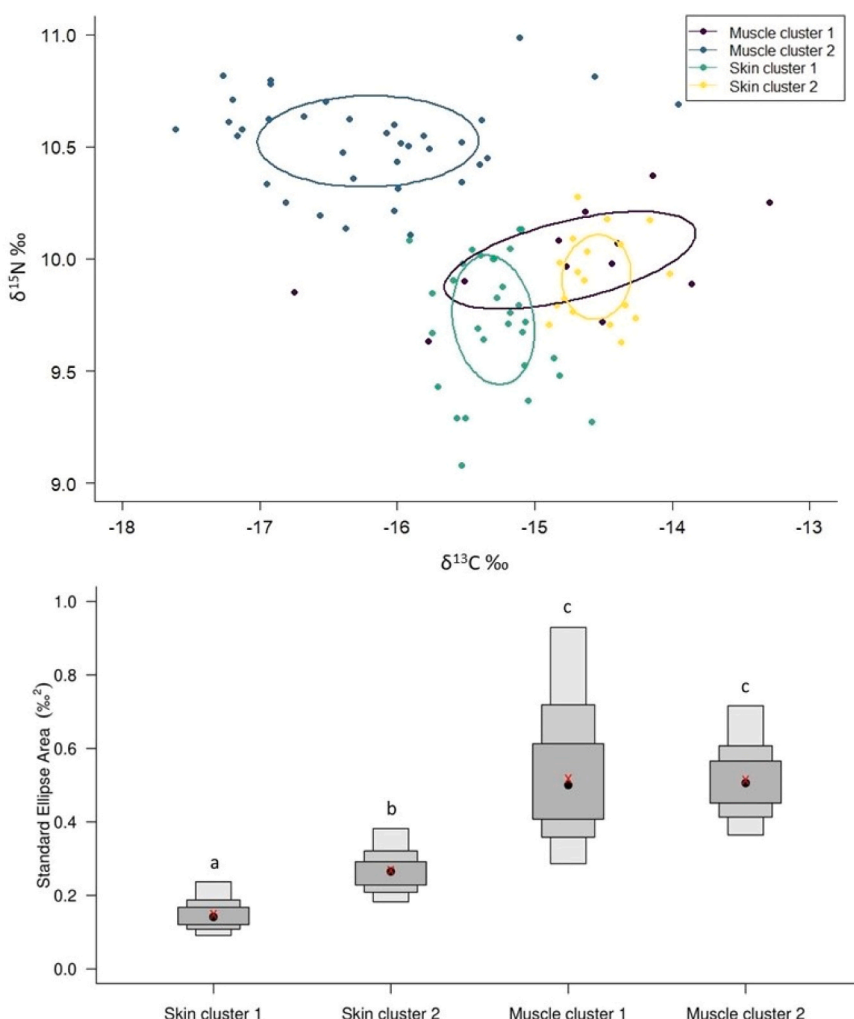 11.0
10.5
10.0
9.5
9.0
δ15N ‰
-18
-17
-16
-15
-14
-13
δ13C ‰
Muscle cluster 1
Muscle cluster 2
Skin cluster 1
Skin cluster 2
1.0
0.8
0.6
0.4
0.2
0.0
Standard Ellipse Area (‰2)
a
b
c
c
Skin cluster 1
Skin cluster 2
Muscle cluster 1
Muscle cluster 2